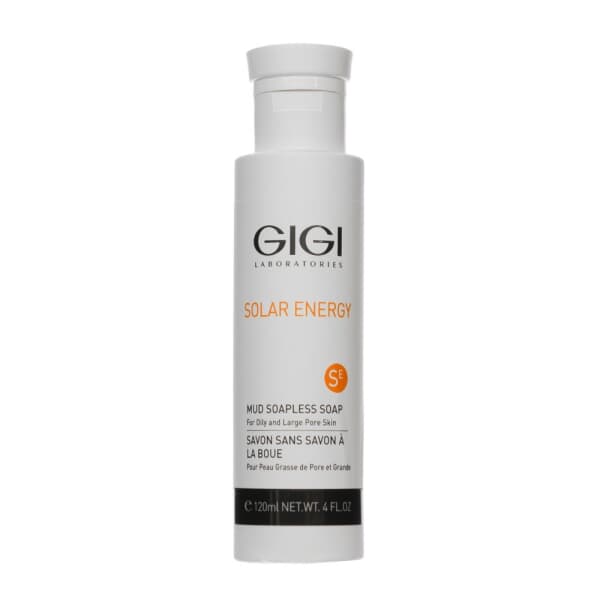 GIGI
LABORATORIES
SOLAR ENERGY
SE
MUD SOAPLESS SOAP
For Oily and Large Pore Skin
SAVON SANS SAVON À
LA BOUE
Pour Peau Grasse de Pore et Grande
120ml NET.WT. 4 FL.OZ